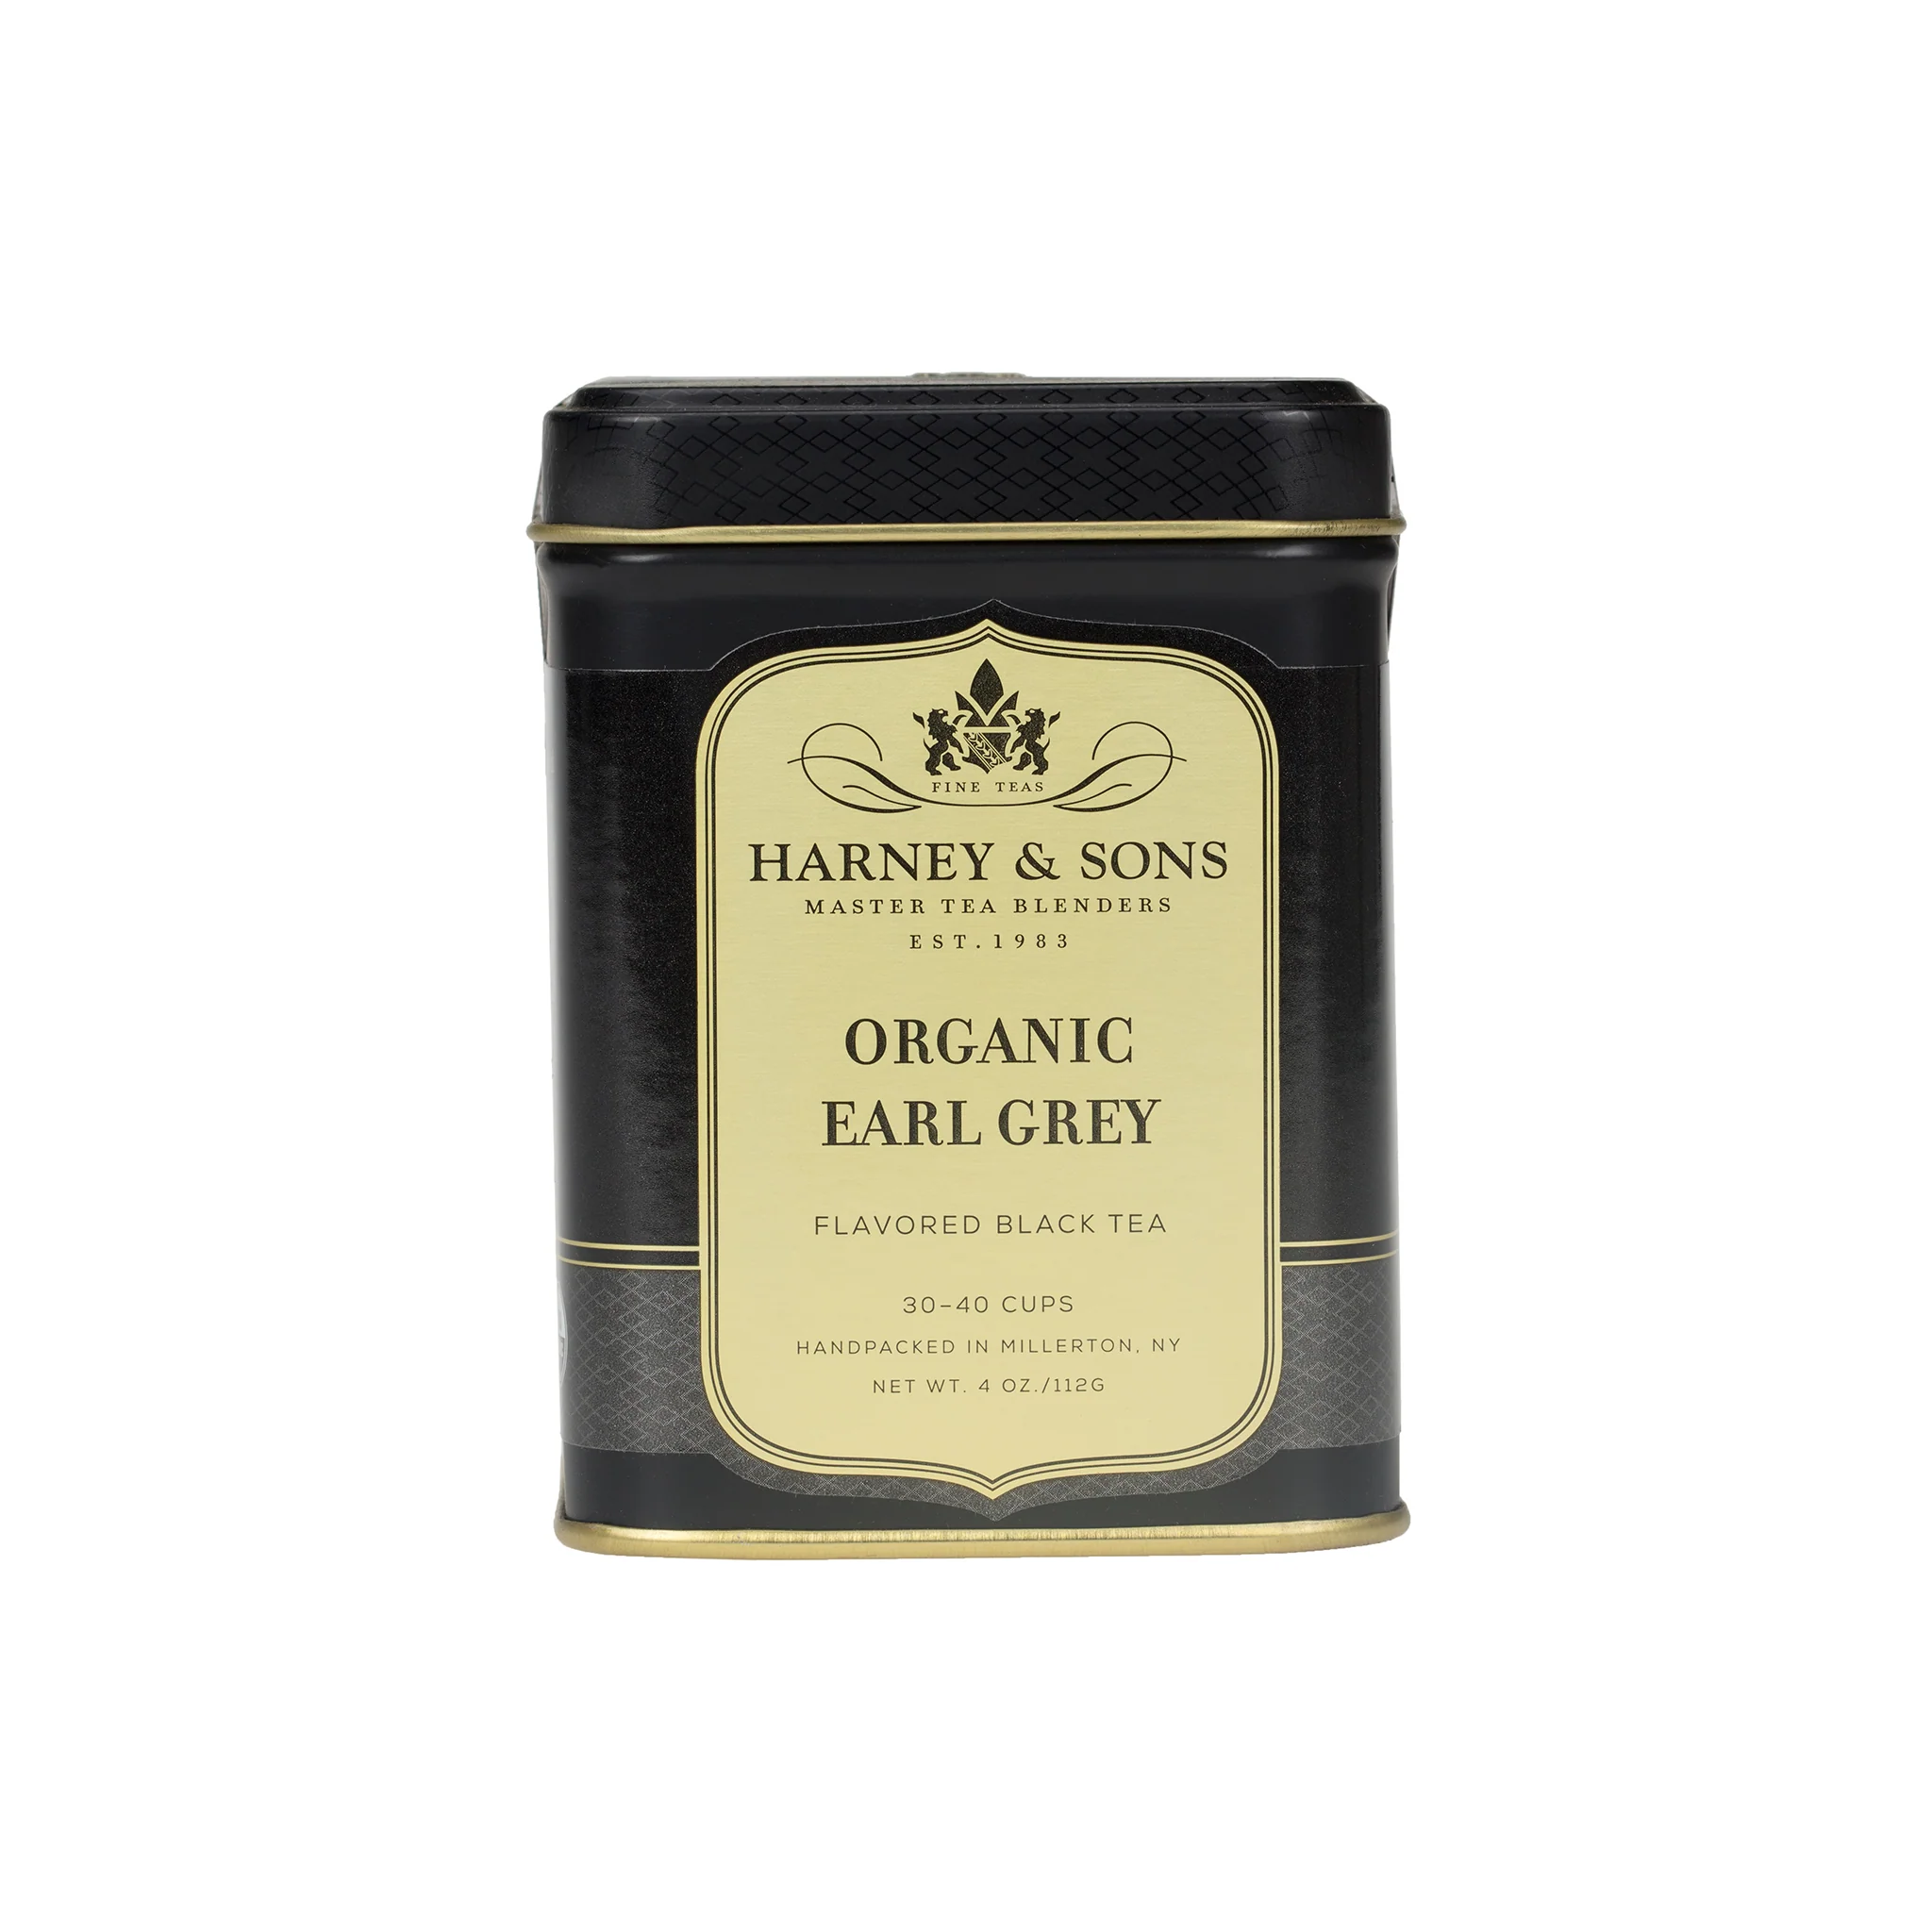 FINE TEAS
HARNEY & SONS
MASTER TEA BLENDERS
EST. 1983
ORGANIC
EARL GREY
FLAVORED BLACK TEA
30-40 CUPS
HANDPACKED IN MILLERTON, NY
NET WT. 4 OZ./112G